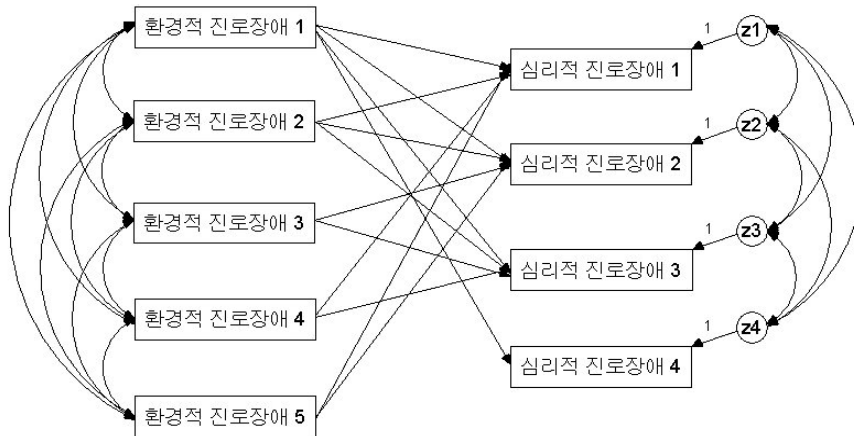 환경적 진로장애 1
환경적 진로장애 2
환경적 진로장애 3
환경적 진로장애 4
환경적 진로장애 5
심리적 진로장애 1
심리적 진로장애 2
심리적 진로장애 3
심리적 진로장애 4
1
z1
1
z2
1
z3
1
z4